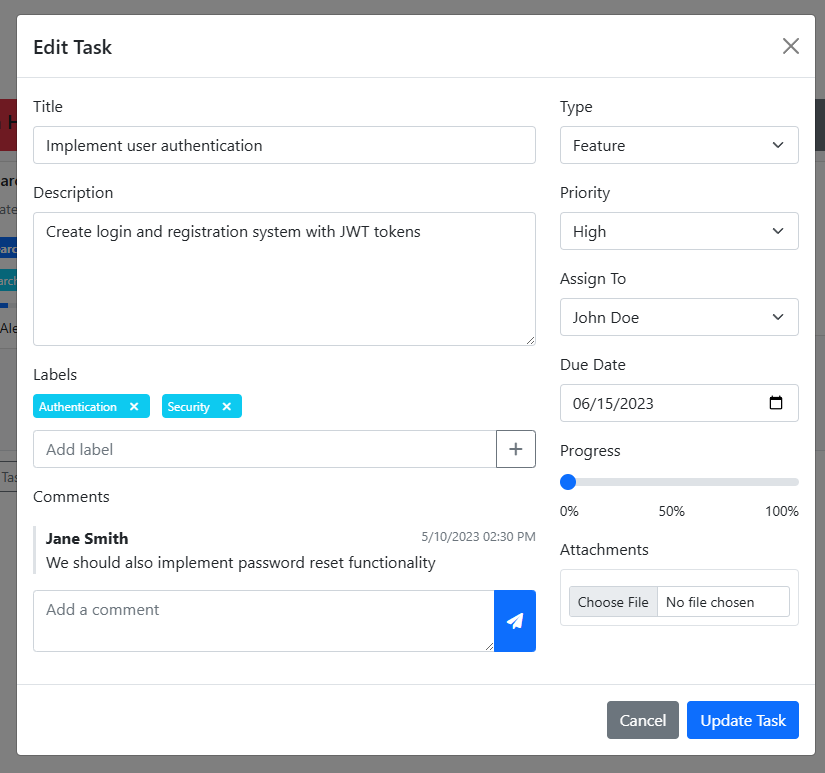 Edit Task
Title
Implement user authentication
Description
Create login and registration system with JWT tokens
Labels
Authentication
Security
Add label
Comments
Jane Smith 5/10/2023 02:30 PM
We should also implement password reset functionality
Add a comment
Type
Feature
Priority
High
Assign To
John Doe
Due Date
06/15/2023
Progress
0% 50% 100%
Attachments
Choose File No file chosen
Cancel Update Task